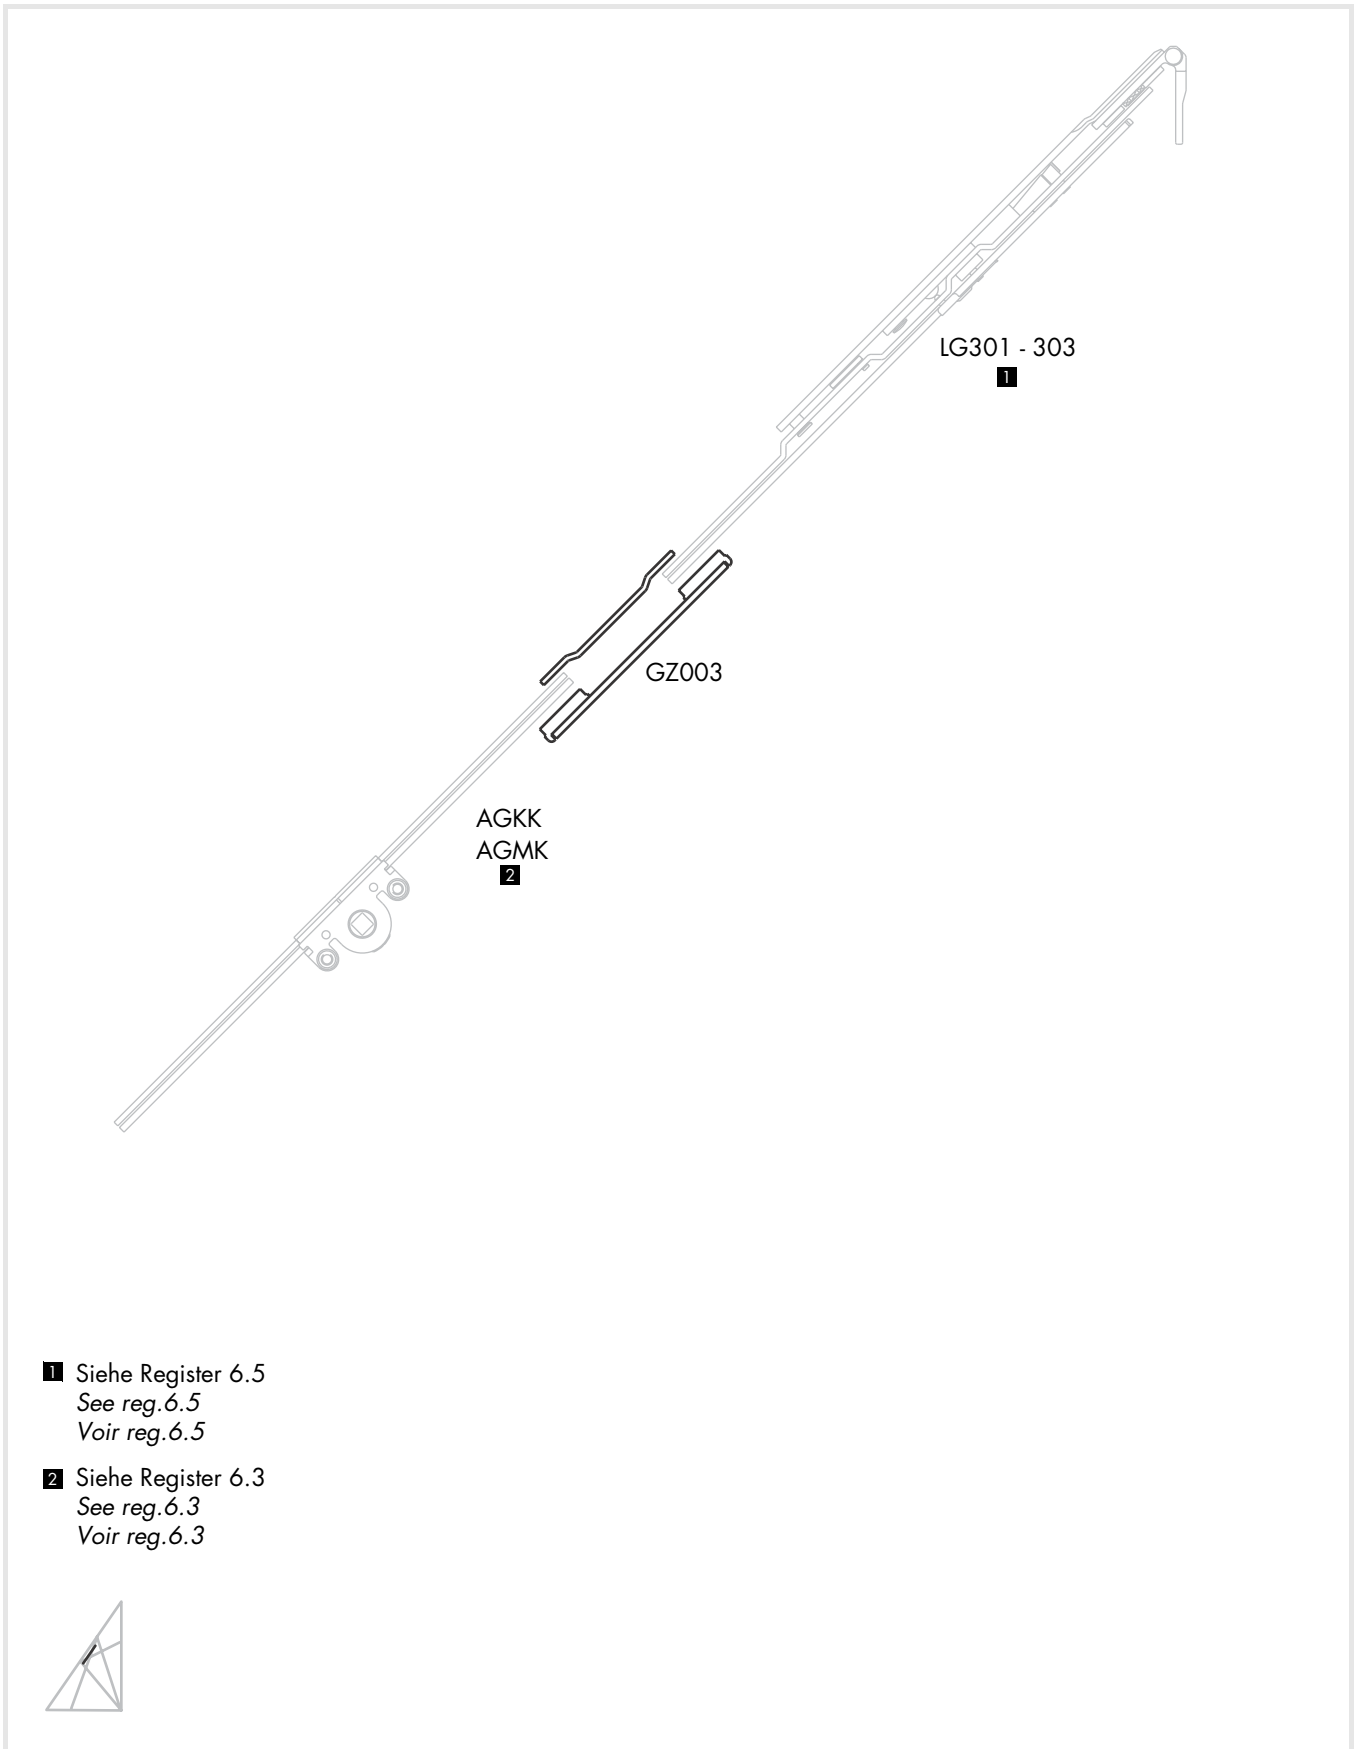 LG301 - 303
1
GZ003
AGKK
AGMK
2
1 Siehe Register 6.5
See reg.6.5
Voir reg.6.5
2 Siehe Register 6.3
See reg.6.3
Voir reg.6.3